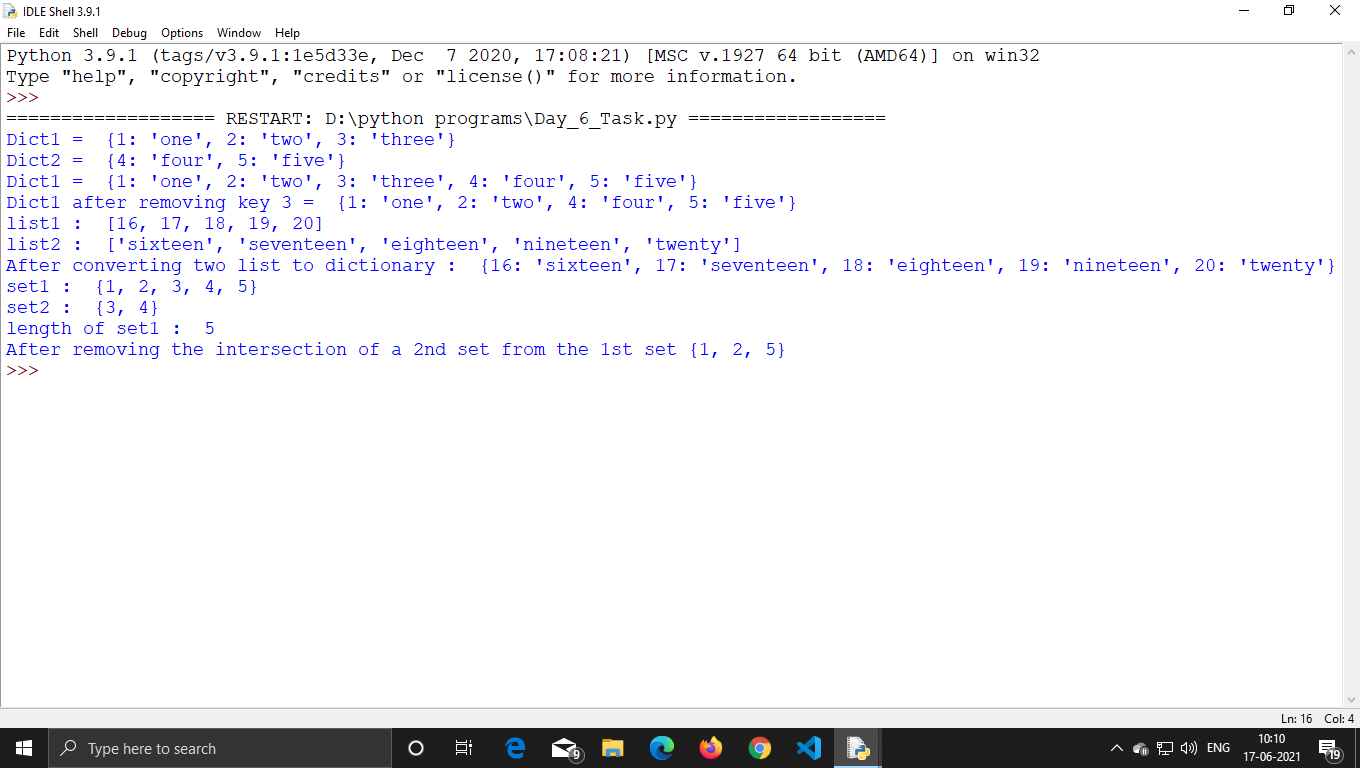 IDLE Shell 3.9.1
File Edit Shell Debug Options Window Help
Python 3.9.1 (tags/v3.9.1:1e5d33e, Dec  7 2020, 17:08:21) [MSC v.1927 64 bit (AMD64)] on win32
Type "help", "copyright", "credits" or "license()" for more information.
>>>
=================== RESTART: D:\python programs\Day_6_Task.py ==================
Dict1 =  {1: 'one', 2: 'two', 3: 'three'}
Dict2 =  {4: 'four', 5: 'five'}
Dict1 =  {1: 'one', 2: 'two', 3: 'three', 4: 'four', 5: 'five'}
Dict1 after removing key 3 =  {1: 'one', 2: 'two', 4: 'four', 5: 'five'}
list1 :  [16, 17, 18, 19, 20]
list2 :  ['sixteen', 'seventeen', 'eighteen', 'nineteen', 'twenty']
After converting two list to dictionary :  {16: 'sixteen', 17: 'seventeen', 18: 'eighteen', 19: 'nineteen', 20: 'twenty'}
set1 :  {1, 2, 3, 4, 5}
set2 :  {3, 4}
length of set1 :  5
After removing the intersection of a 2nd set from the 1st set {1, 2, 5}
>>>
Ln: 16 Col: 4
Type here to search
9
ENG
10:10
17-06-2021
19